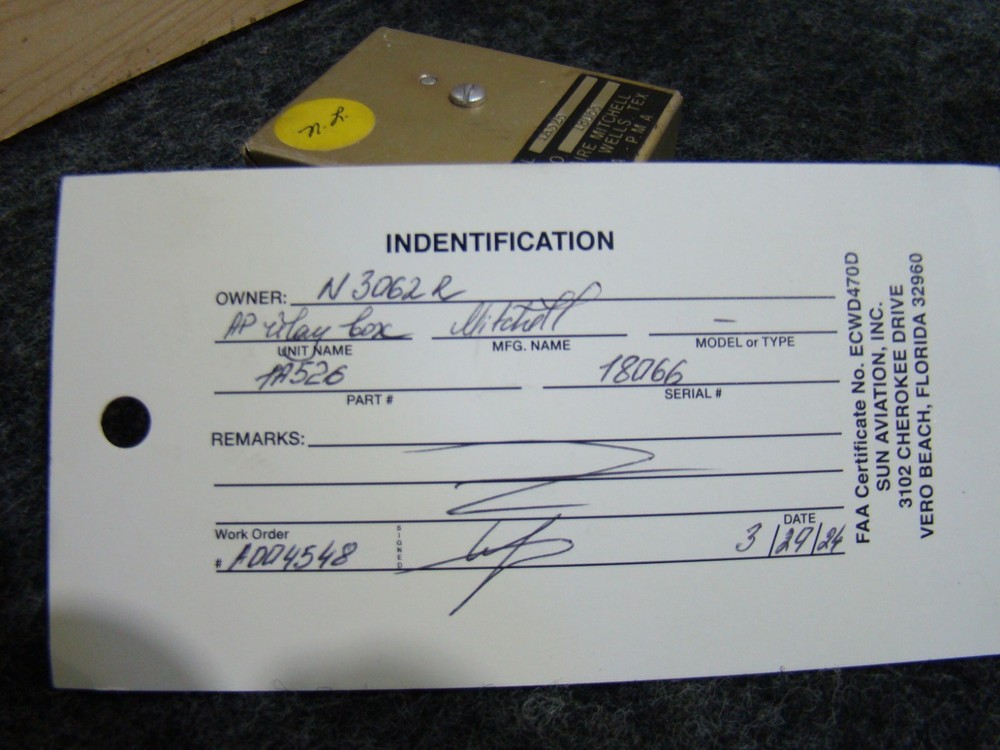 n.L.
IRE MITCHELL
WELLS, TEX
PMA
INDENTIFICATION
OWNER: N3062R
AP relay box Mitchell –
UNIT NAME MFG. NAME MODEL or TYPE
1A526 18066
PART # SERIAL #
REMARKS:
Work Order SIGNED DATE
# A004548 3/29/24
FAA Certificate No. ECWD470D
SUN AVIATION, INC.
3102 CHEROKEE DRIVE
VERO BEACH, FLORIDA 32960